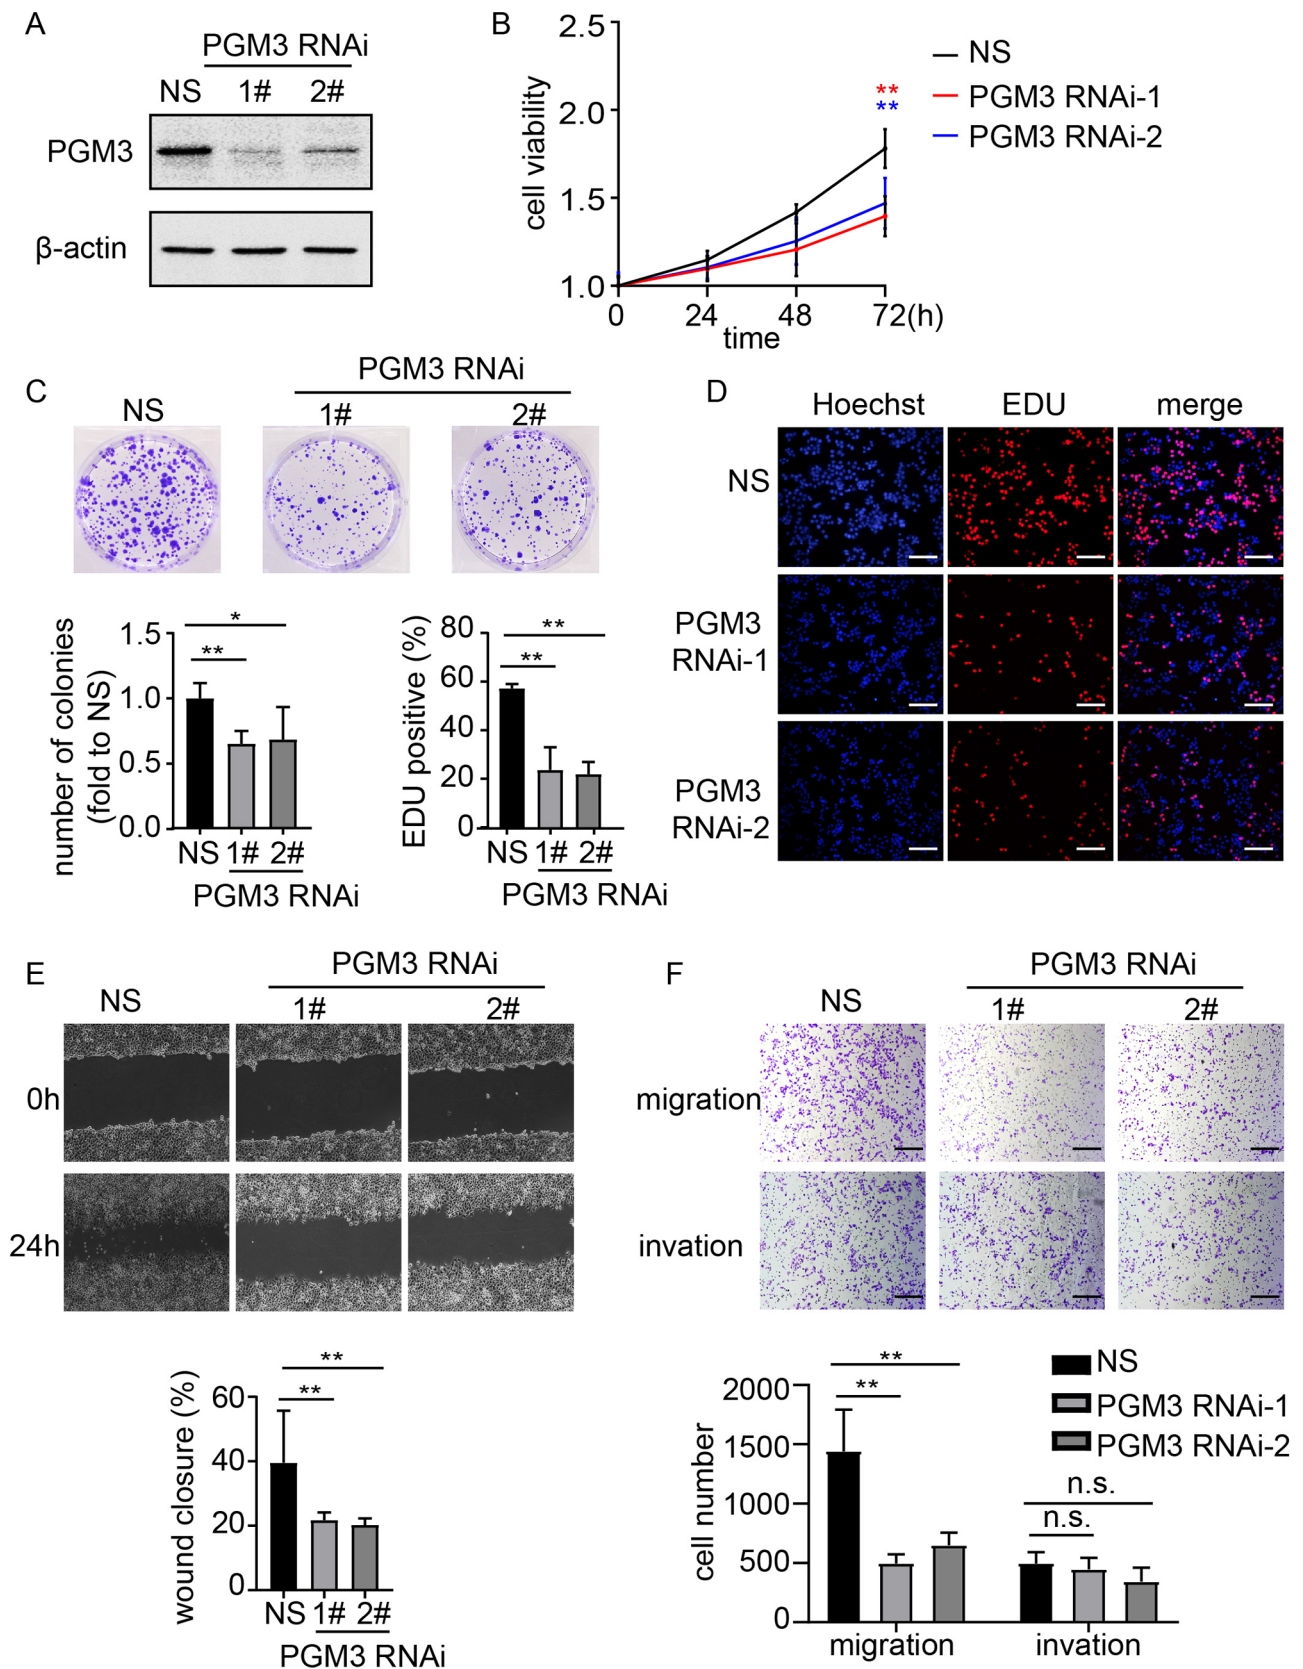 A
PGM3 RNAi
NS 1# 2#
PGM3
β-actin
B
2.5
2.0
1.5
1.0
cell viability
0 24 48 72(h)
time
**
**
NS
PGM3 RNAi-1
PGM3 RNAi-2
C
PGM3 RNAi
NS 1# 2#
number of colonies
(fold to NS)
1.5
1.0
0.5
0.0
*
**
NS 1# 2#
PGM3 RNAi
EDU positive (%)
80
60
40
20
0
**
**
NS 1# 2#
PGM3 RNAi
D
Hoechst EDU merge
NS
PGM3
RNAi-1
PGM3
RNAi-2
E
PGM3 RNAi
NS 1# 2#
0h
24h
wound closure (%)
60
40
20
0
**
**
NS 1# 2#
PGM3 RNAi
F
PGM3 RNAi
NS 1# 2#
migration
invation
NS
PGM3 RNAi-1
PGM3 RNAi-2
cell number
2000
1500
1000
500
0
**
**
n.s.
n.s.
migration invation